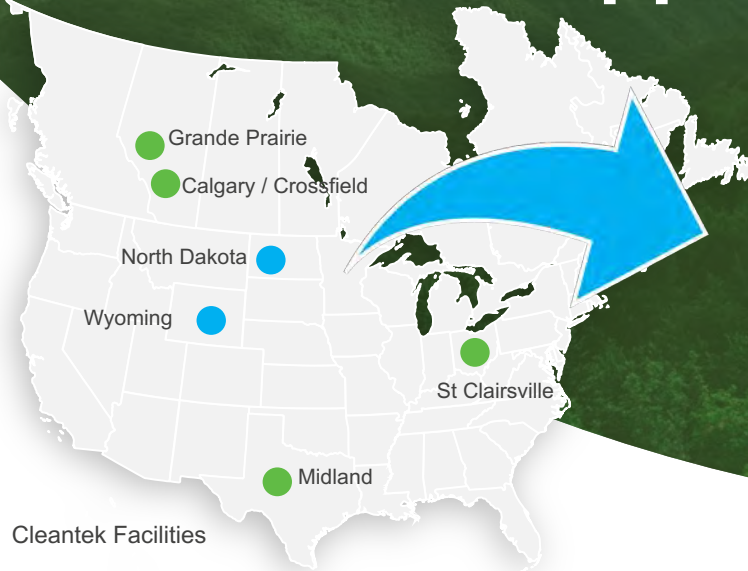 Grande Prairie
Calgary / Crossfield
North Dakota
Wyoming
St Clairsville
Midland
Cleantek Facilities